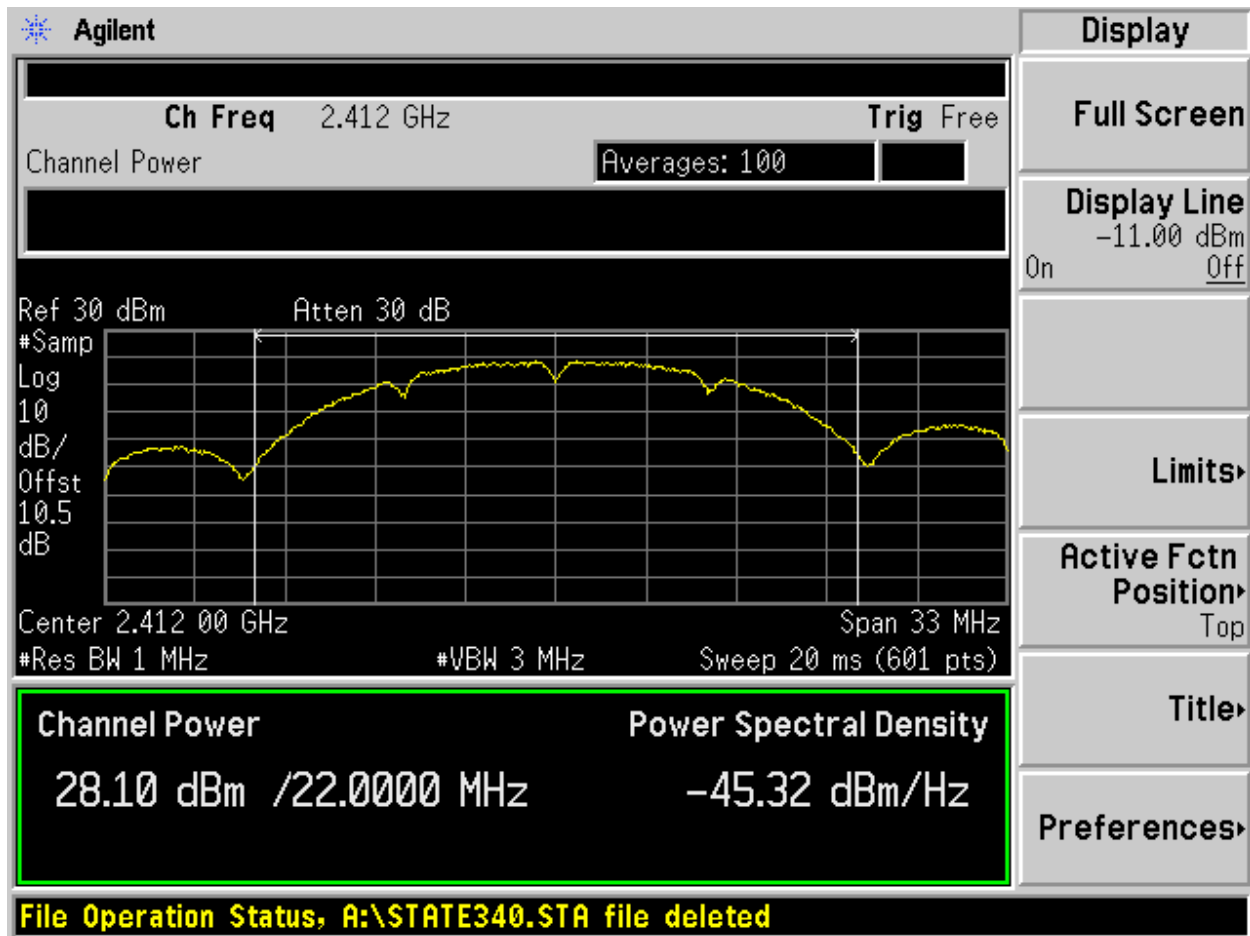 Agilent
Display
Ch Freq 2.412 GHz Trig Free
Channel Power Averages: 100
Ref 30 dBm Atten 30 dB
#Samp
Log
10
dB/
Offst
10.5
dB
Center 2.412 00 GHz Span 33 MHz
#Res BW 1 MHz #VBW 3 MHz Sweep 20 ms (601 pts)
Channel Power Power Spectral Density
28.10 dBm /22.0000 MHz -45.32 dBm/Hz
File Operation Status, A:\STATE340.STA file deleted
Full Screen
Display Line
-11.00 dBm
On Off
Limits
Active Fctn
Position
Top
Title
Preferences